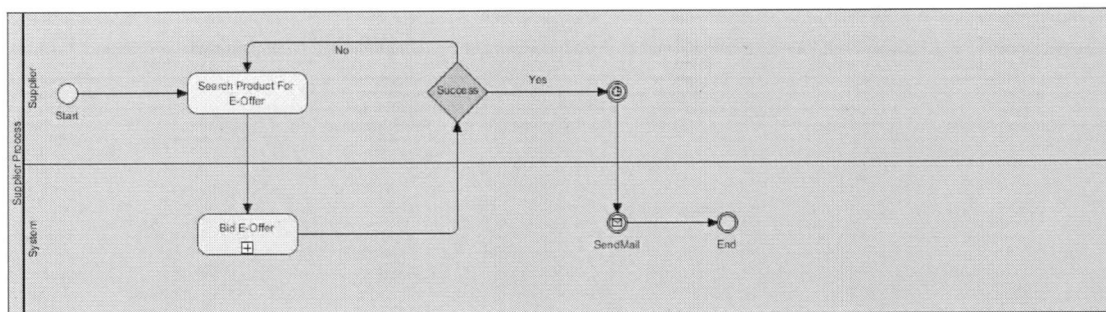 Supplier Process
Supplier
System
Start
Search Product For
E-Offer
No
Success
Yes
Bid E-Offer
SendMail
End